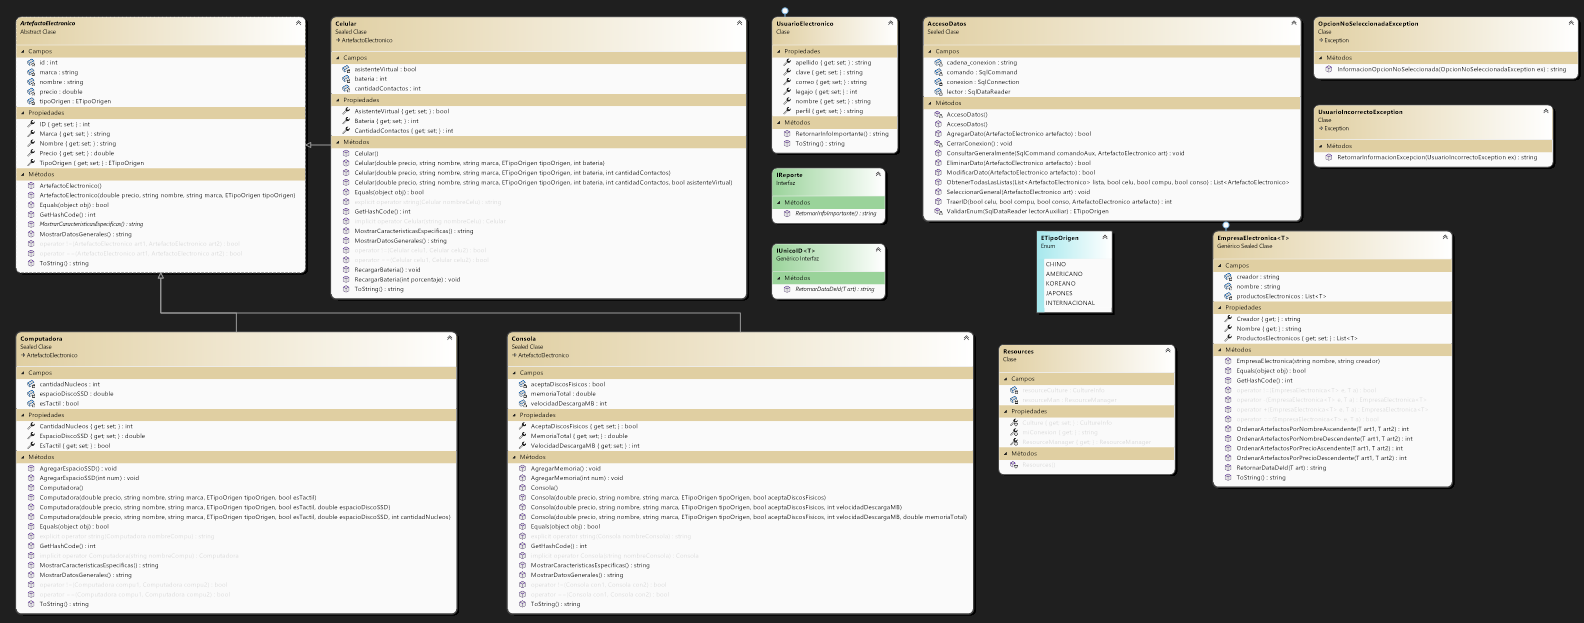 ArtefactoElectronico
Abstract Clase
Campos
id : int
marca : string
nombre : string
precio : double
tipoOrigen : ETipoOrigen
Propiedades
ID { get; set; } : int
Marca { get; set; } : string
Nombre { get; set; } : string
Precio { get; set; } : double
TipoOrigen { get; set; } : ETipoOrigen
Métodos
ArtefactoElectronico()
ArtefactoElectronico(double precio, string nombre, string marca, ETipoOrigen tipoOrigen)
Equals(object obj) : bool
GetHashCode() : int
MostrarCaracteristicasEspecificas() : string
MostrarDatosGenerales() : string
ToString() : string
Celular
Sealed Clase
ArtefactoElectronico
Campos
asistenteVirtual : bool
bateria : int
cantidadContactos : int
Propiedades
AsistenteVirtual { get; set; } : bool
Bateria { get; set; } : int
CantidadContactos { get; set; } : int
Métodos
Celular()
Celular(double precio, string nombre, string marca, ETipoOrigen tipoOrigen, int bateria)
Celular(double precio, string nombre, string marca, ETipoOrigen tipoOrigen, int bateria, int cantidadContactos)
Celular(double precio, string nombre, string marca, ETipoOrigen tipoOrigen, int bateria, int cantidadContactos, bool asistenteVirtual)
Equals(object obj) : bool
GetHashCode() : int
MostrarCaracteristicasEspecificas() : string
MostrarDatosGenerales() : string
RecargarBateria() : void
RecargarBateria(int porcentaje) : void
ToString() : string
UsuarioElectronico
Clase
Propiedades
apellido { get; set; } : string
clave { get; set; } : string
correo { get; set; } : string
legajo { get; set; } : int
nombre { get; set; } : string
perfil { get; set; } : string
Métodos
RetornarInfoImportante() : string
ToString() : string
IReporte
Interfaz
Métodos
RetornarInfoImportante() : string
IUnicoID<T>
Genérico Interfaz
Métodos
RetornarDataDeId(T art) : string
AccesoDatos
Sealed Clase
Campos
cadena_conexion : string
comando : SqlCommand
conexion : SqlConnection
lector : SqlDataReader
Métodos
AccesoDatos()
AccesoDatos()
AgregarDato(ArtefactoElectronico artefacto) : bool
CerrarConexion() : void
ConsultarGeneralmente(SqlCommand comandoAux, ArtefactoElectronico art) : void
EliminarDato(ArtefactoElectronico artefacto) : bool
ModificarDato(ArtefactoElectronico artefacto) : bool
ObtenerTodasLasListas(List<ArtefactoElectronico> lista, bool celu, bool compu, bool conso) : List<ArtefactoElectronico>
SeleccionarGeneral(ArtefactoElectronico art) : void
TraerID(bool celu, bool compu, bool conso, ArtefactoElectronico artefacto) : int
ValidarEnum(SqlDataReader lectorAuxiliar) : ETipoOrigen
OpcionNoSeleccionadaException
Clase
Exception
Métodos
InformacionOpcionNoSeleccionada(OpcionNoSeleccionadaException ex) : string
UsuarioIncorrectoException
Clase
Exception
Métodos
RetornarInformacionExcepcion(UsuarioIncorrectoException ex) : string
ETipoOrigen
Enum
CHINO
AMERICANO
KOREANO
JAPONES
INTERNACIONAL
EmpresaElectronica<T>
Genérico Sealed Clase
Campos
creador : string
nombre : string
productosElectronicos : List<T>
Propiedades
Creador { get; } : string
Nombre { get; } : string
ProductosElectronicos { get; set; } : List<T>
Métodos
EmpresaElectronica(string nombre, string creador)
Equals(object obj) : bool
GetHashCode() : int
OrdenarArtefactosPorNombreAscendente(T art1, T art2) : int
OrdenarArtefactosPorNombreDescendente(T art1, T art2) : int
OrdenarArtefactosPorPrecioAscendente(T art1, T art2) : int
OrdenarArtefactosPorPrecioDescendente(T art1, T art2) : int
RetornarDataDeId(T art) : string
ToString() : string
Computadora
Sealed Clase
ArtefactoElectronico
Campos
cantidadNucleos : int
espacioDiscoSSD : double
esTactil : bool
Propiedades
CantidadNucleos { get; set; } : int
EspacioDiscoSSD { get; set; } : double
EsTactil { get; set; } : bool
Métodos
AgregarEspacioSSD() : void
AgregarEspacioSSD(int num) : void
Computadora()
Computadora(double precio, string nombre, string marca, ETipoOrigen tipoOrigen, bool esTactil)
Computadora(double precio, string nombre, string marca, ETipoOrigen tipoOrigen, bool esTactil, double espacioDiscoSSD)
Computadora(double precio, string nombre, string marca, ETipoOrigen tipoOrigen, bool esTactil, double espacioDiscoSSD, int cantidadNucleos)
Equals(object obj) : bool
GetHashCode() : int
MostrarCaracteristicasEspecificas() : string
MostrarDatosGenerales() : string
ToString() : string
Consola
Sealed Clase
ArtefactoElectronico
Campos
aceptaDiscosFisicos : bool
memoriaTotal : double
velocidadDescargaMB : int
Propiedades
AceptaDiscosFisicos { get; set; } : bool
MemoriaTotal { get; set; } : double
VelocidadDescargaMB { get; set; } : int
Métodos
AgregarMemoria() : void
AgregarMemoria(int num) : void
Consola()
Consola(double precio, string nombre, string marca, ETipoOrigen tipoOrigen, bool aceptaDiscosFisicos)
Consola(double precio, string nombre, string marca, ETipoOrigen tipoOrigen, bool aceptaDiscosFisicos, int velocidadDescargaMB)
Consola(double precio, string nombre, string marca, ETipoOrigen tipoOrigen, bool aceptaDiscosFisicos, int velocidadDescargaMB, double memoriaTotal)
Equals(object obj) : bool
GetHashCode() : int
MostrarCaracteristicasEspecificas() : string
MostrarDatosGenerales() : string
ToString() : string
Resources
Clase
Campos
Propiedades
Métodos